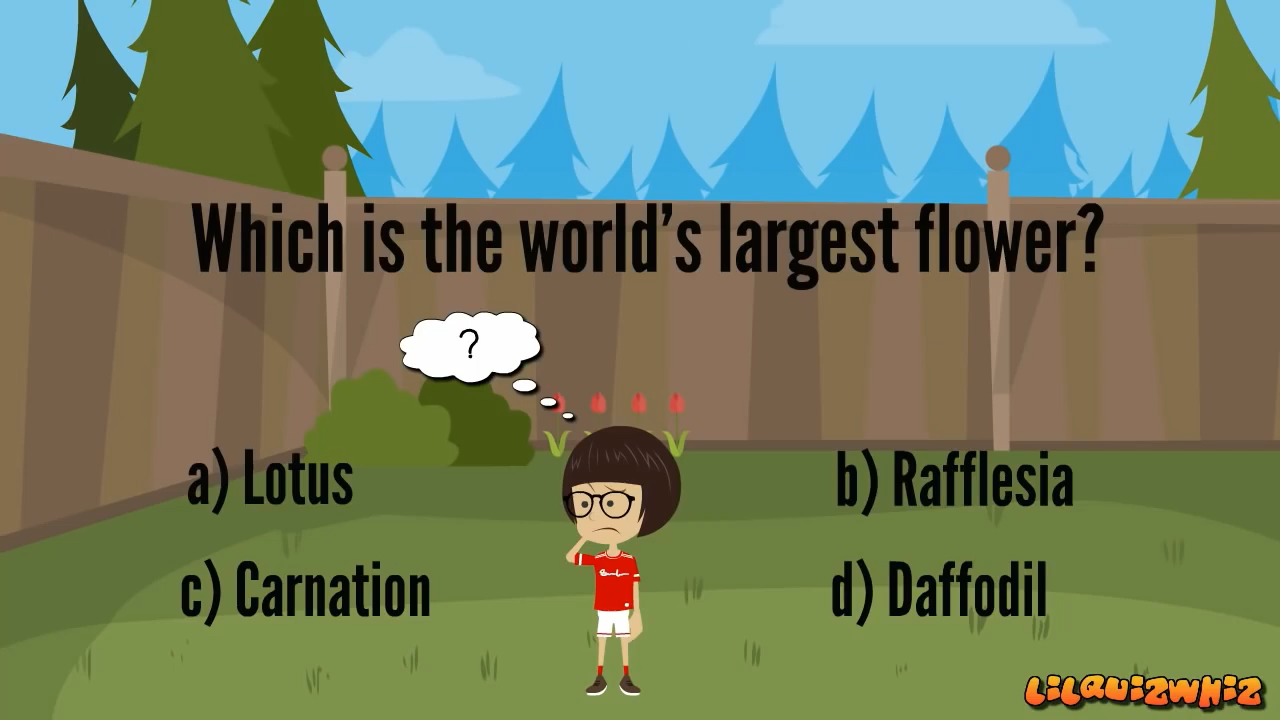 Which is the world’s largest flower?
?
a) Lotus
b) Rafflesia
c) Carnation
d) Daffodil
LILQUIZWHIZ